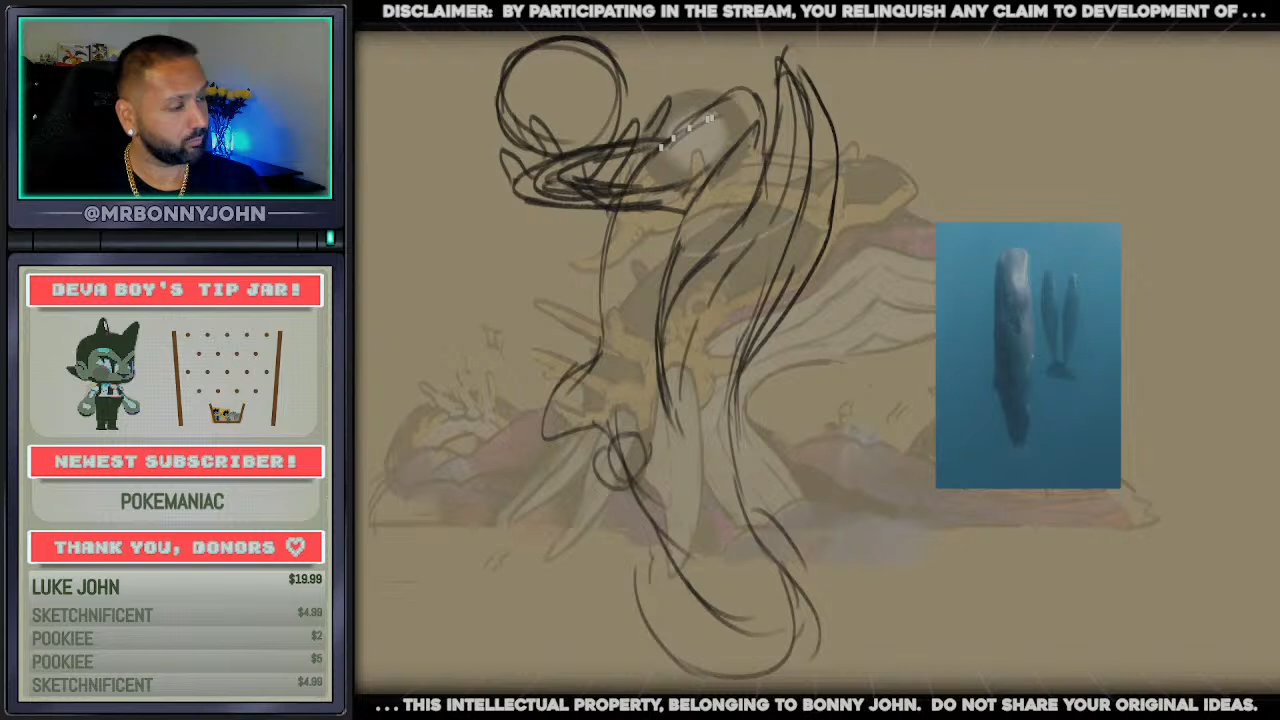 DISCLAIMER: BY PARTICIPATING IN THE STREAM, YOU RELINQUISH ANY CLAIM TO DEVELOPMENT OF . . .
@MRBONNYJOHN
DEVA BOY'S TIP JAR!
NEWEST SUBSCRIBER!
POKEMANIAC
THANK YOU, DONORS
LUKE JOHN $19.99
SKETCHNIFICENT $4.99
POOKIEE $2
POOKIEE $5
SKETCHNIFICENT $4.99
. . . THIS INTELLECTUAL PROPERTY, BELONGING TO BONNY JOHN. DO NOT SHARE YOUR ORIGINAL IDEAS.